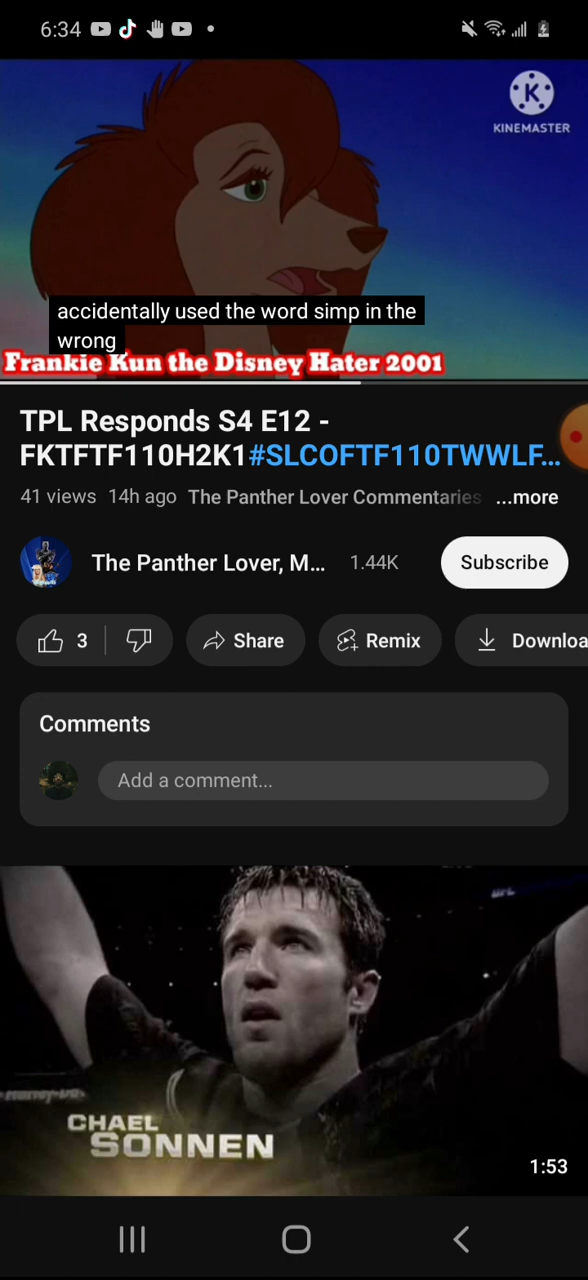 6:34
K
KINEMASTER
accidentally used the word simp in the
wrong
Frankie Kun the Disney Hater 2001
TPL Responds S4 E12 -
FKTFTF110H2K1#SLCOFTF110TWWLF...
41 views 14h ago The Panther Lover Commentaries ...more
The Panther Lover, M... 1.44K Subscribe
3 Share Remix Downloa
Comments
Add a comment...
CHAEL
SONNEN
1:53